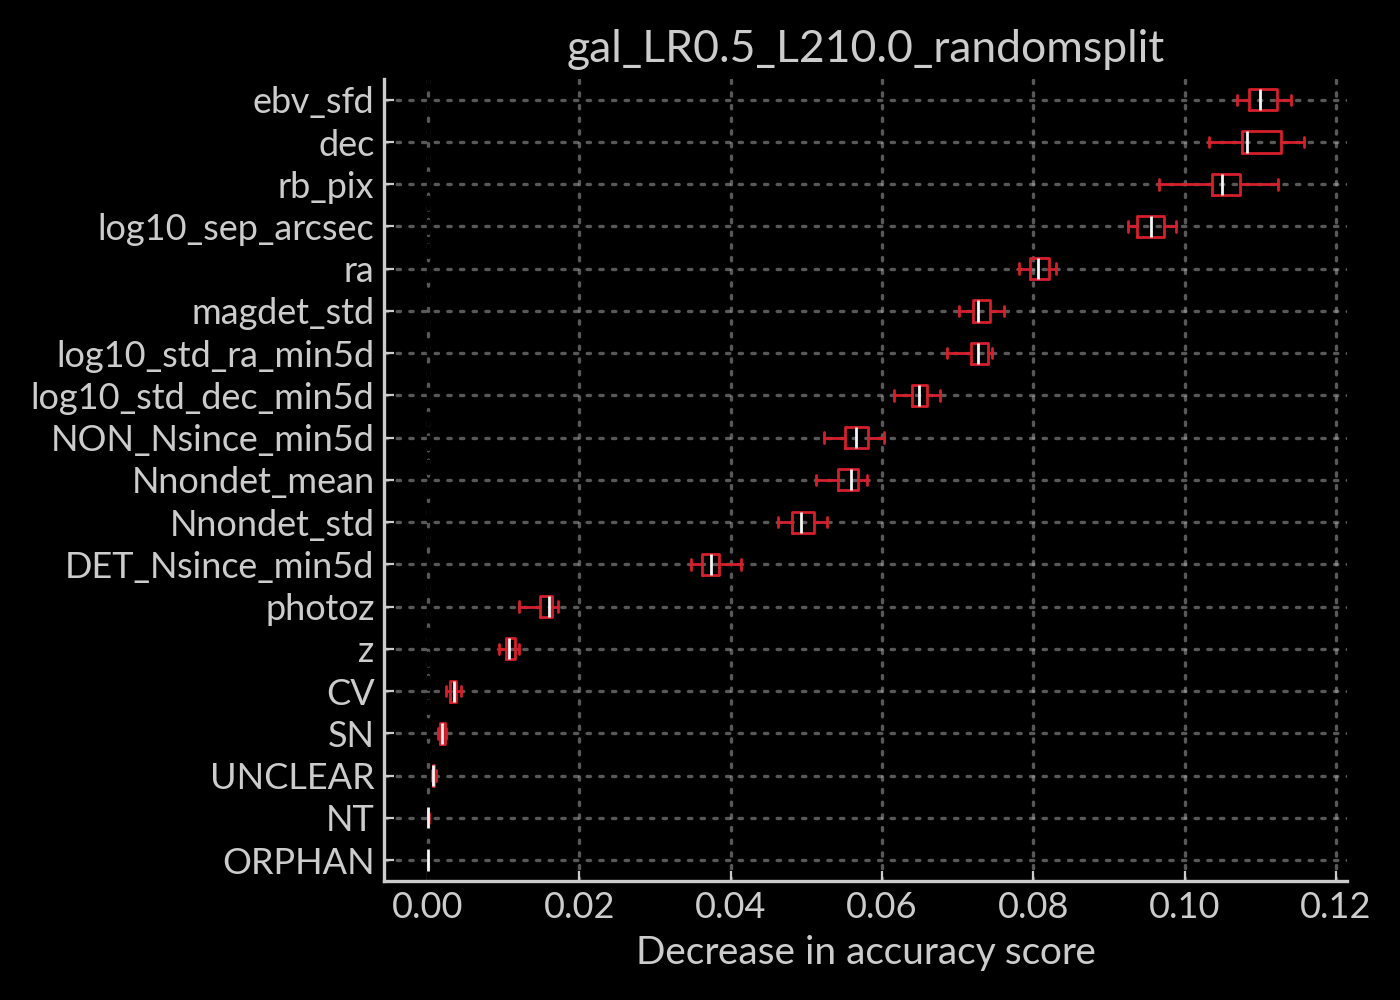 gal_LR0.5_L210.0_randomsplit
ebv_sfd
dec
rb_pix
log10_sep_arcsec
ra
magdet_std
log10_std_ra_min5d
log10_std_dec_min5d
NON_Nsince_min5d
Nnondet_mean
Nnondet_std
DET_Nsince_min5d
photoz
z
CV
SN
UNCLEAR
NT
ORPHAN
0.00 0.02 0.04 0.06 0.08 0.10 0.12
Decrease in accuracy score